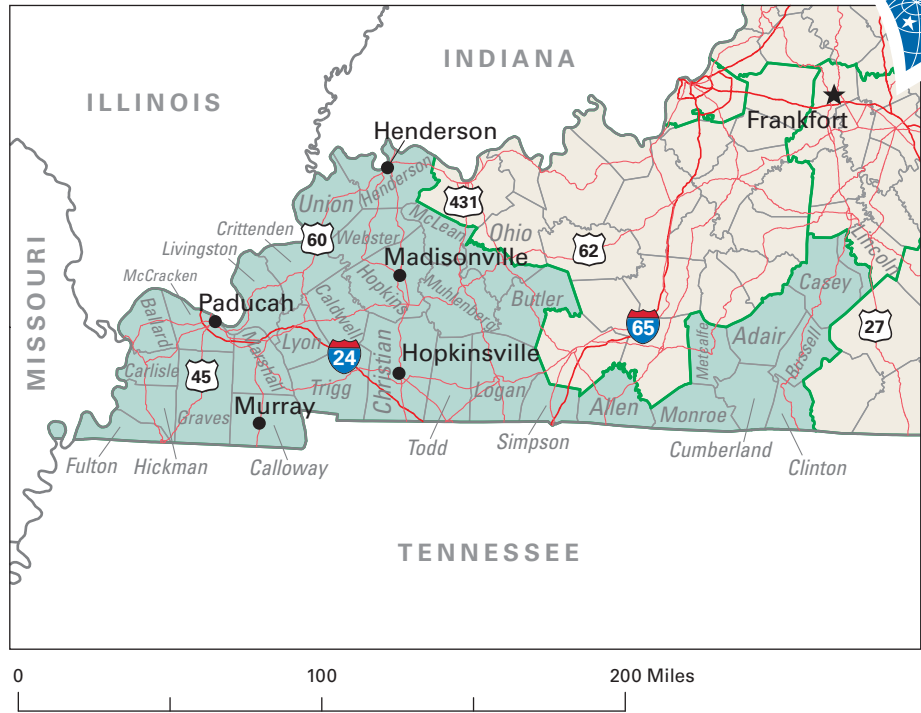 INDIANA
ILLINOIS
Frankfort
Henderson
Henderson
Union
431
McLean
Ohio
Crittenden
60
Webster
62
Lincoln
Livingston
Madisonville
McCracken
Casey
MISSOURI
Paducah
Hopkins
Muhlenberg
Butler
Ballard
Caldwell
65
27
Lyon
Metcalfe
Adair
Russell
24
Christian
Hopkinsville
Carlisle
45
Marshall
Trigg
Logan
Graves
Murray
Allen
Monroe
Todd
Simpson
Cumberland
Fulton
Hickman
Calloway
Clinton
TENNESSEE
0 100 200 Miles